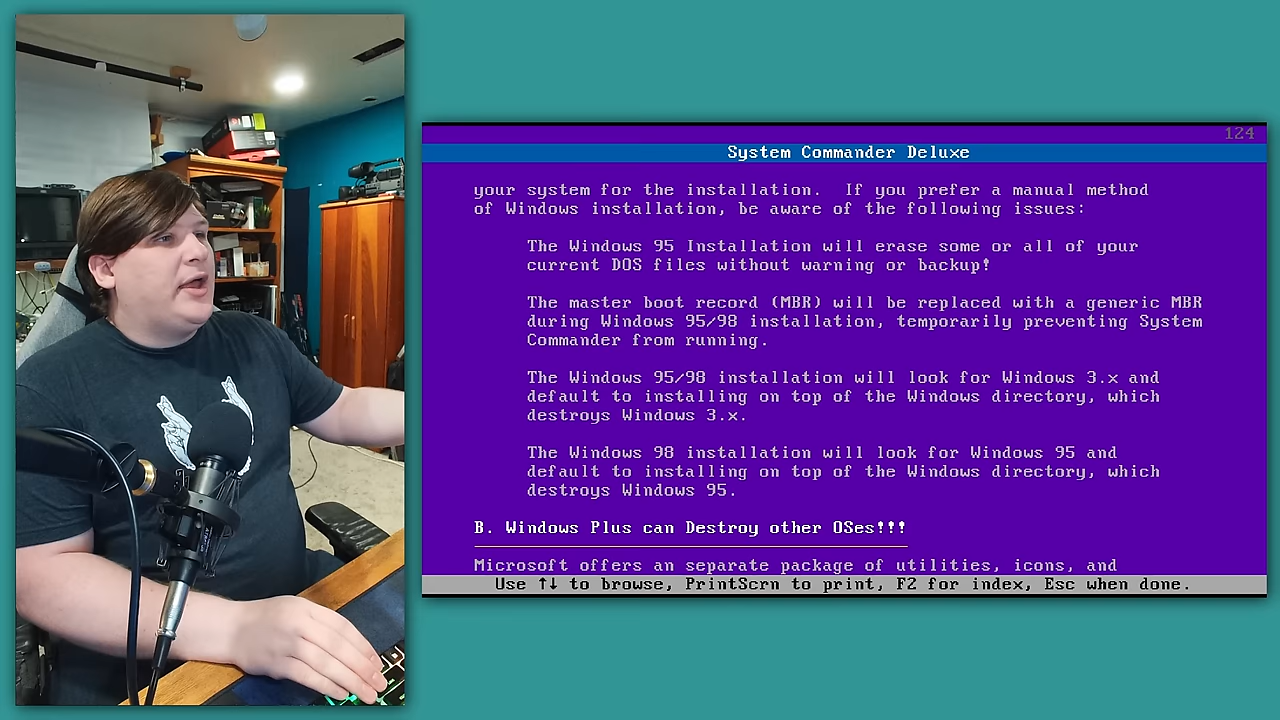 124
System Commander Deluxe
your system for the installation.  If you prefer a manual method
of Windows installation, be aware of the following issues:
The Windows 95 Installation will erase some or all of your
current DOS files without warning or backup!
The master boot record (MBR) will be replaced with a generic MBR
during Windows 95/98 installation, temporarily preventing System
Commander from running.
The Windows 95/98 installation will look for Windows 3.x and
default to installing on top of the Windows directory, which
destroys Windows 3.x.
The Windows 98 installation will look for Windows 95 and
default to installing on top of the Windows directory, which
destroys Windows 95.
B. Windows Plus can Destroy other OSes!!!
Microsoft offers an separate package of utilities, icons, and
Use ↑↓ to browse, PrintScrn to print, F2 for index, Esc when done.